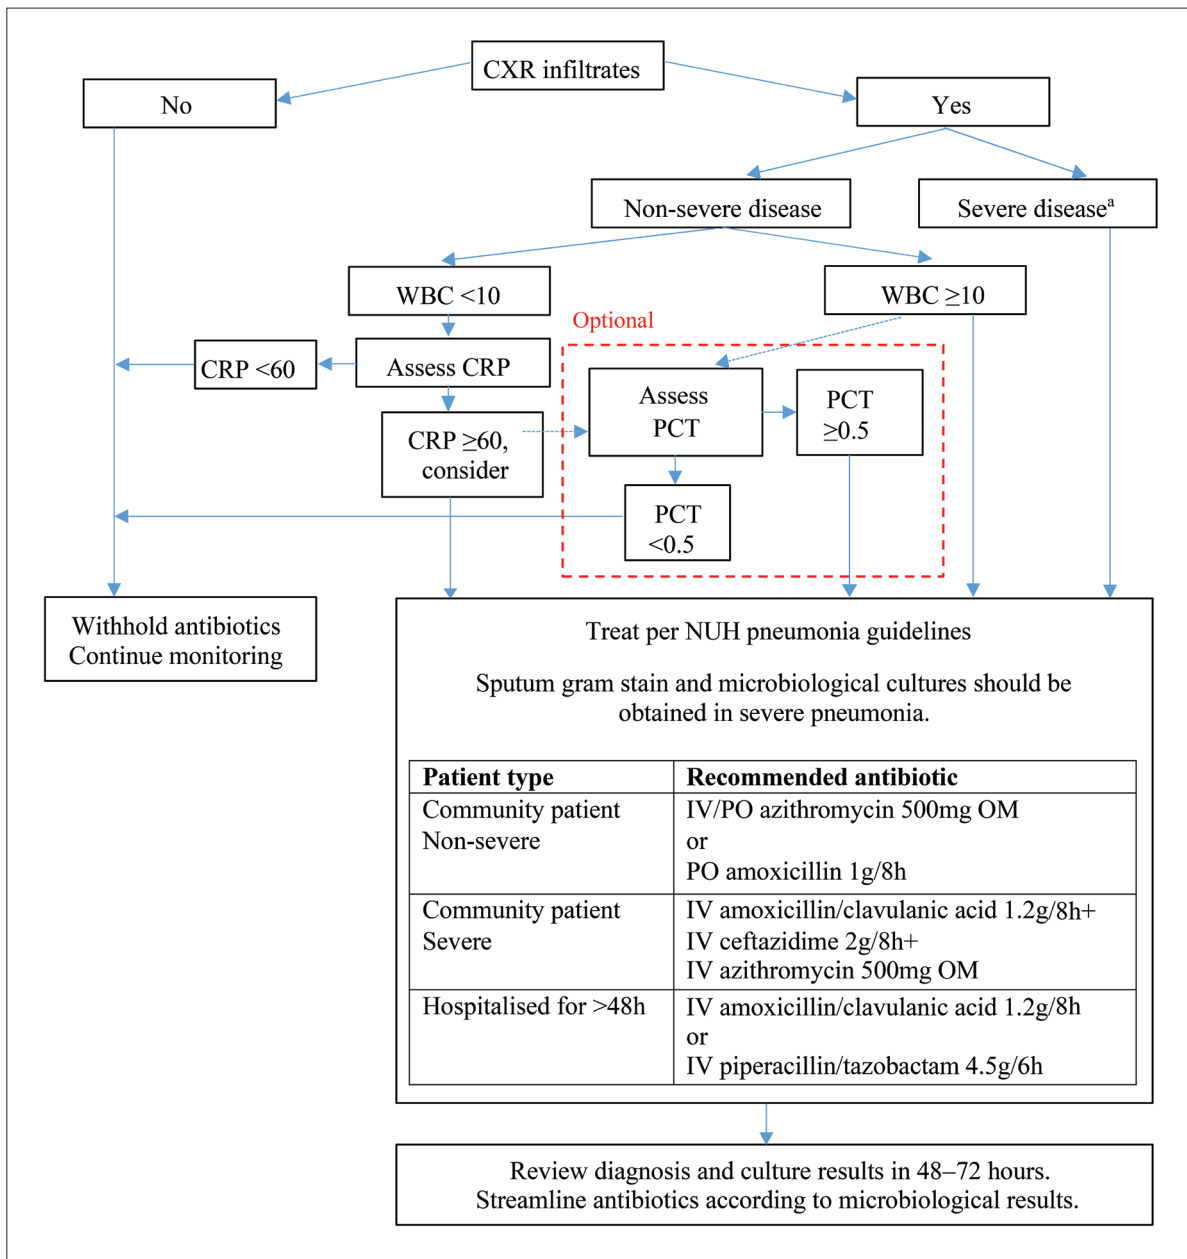 CXR infiltrates
No
Yes
Non-severe disease
Severe diseaseᵃ
WBC <10
WBC ≥10
Optional
CRP <60
Assess CRP
Assess
PCT
PCT
≥0.5
CRP ≥60,
consider
PCT
<0.5
Withhold antibiotics
Continue monitoring
Treat per NUH pneumonia guidelines
Sputum gram stain and microbiological cultures should be
obtained in severe pneumonia.
Patient type
Recommended antibiotic
Community patient
Non-severe
IV/PO azithromycin 500mg OM
or
PO amoxicillin 1g/8h
Community patient
Severe
IV amoxicillin/clavulanic acid 1.2g/8h+
IV ceftazidime 2g/8h+
IV azithromycin 500mg OM
Hospitalised for >48h
IV amoxicillin/clavulanic acid 1.2g/8h
or
IV piperacillin/tazobactam 4.5g/6h
Review diagnosis and culture results in 48–72 hours.
Streamline antibiotics according to microbiological results.